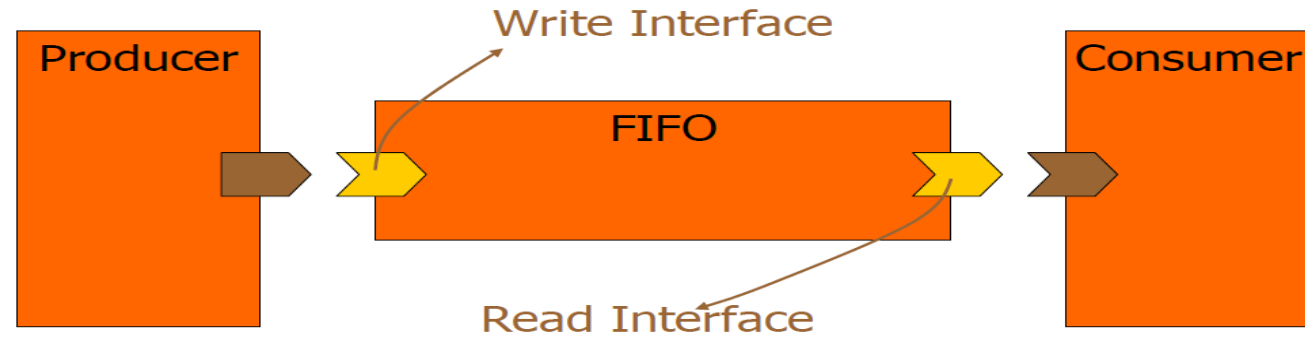 Write Interface
Producer
FIFO
Consumer
Read Interface